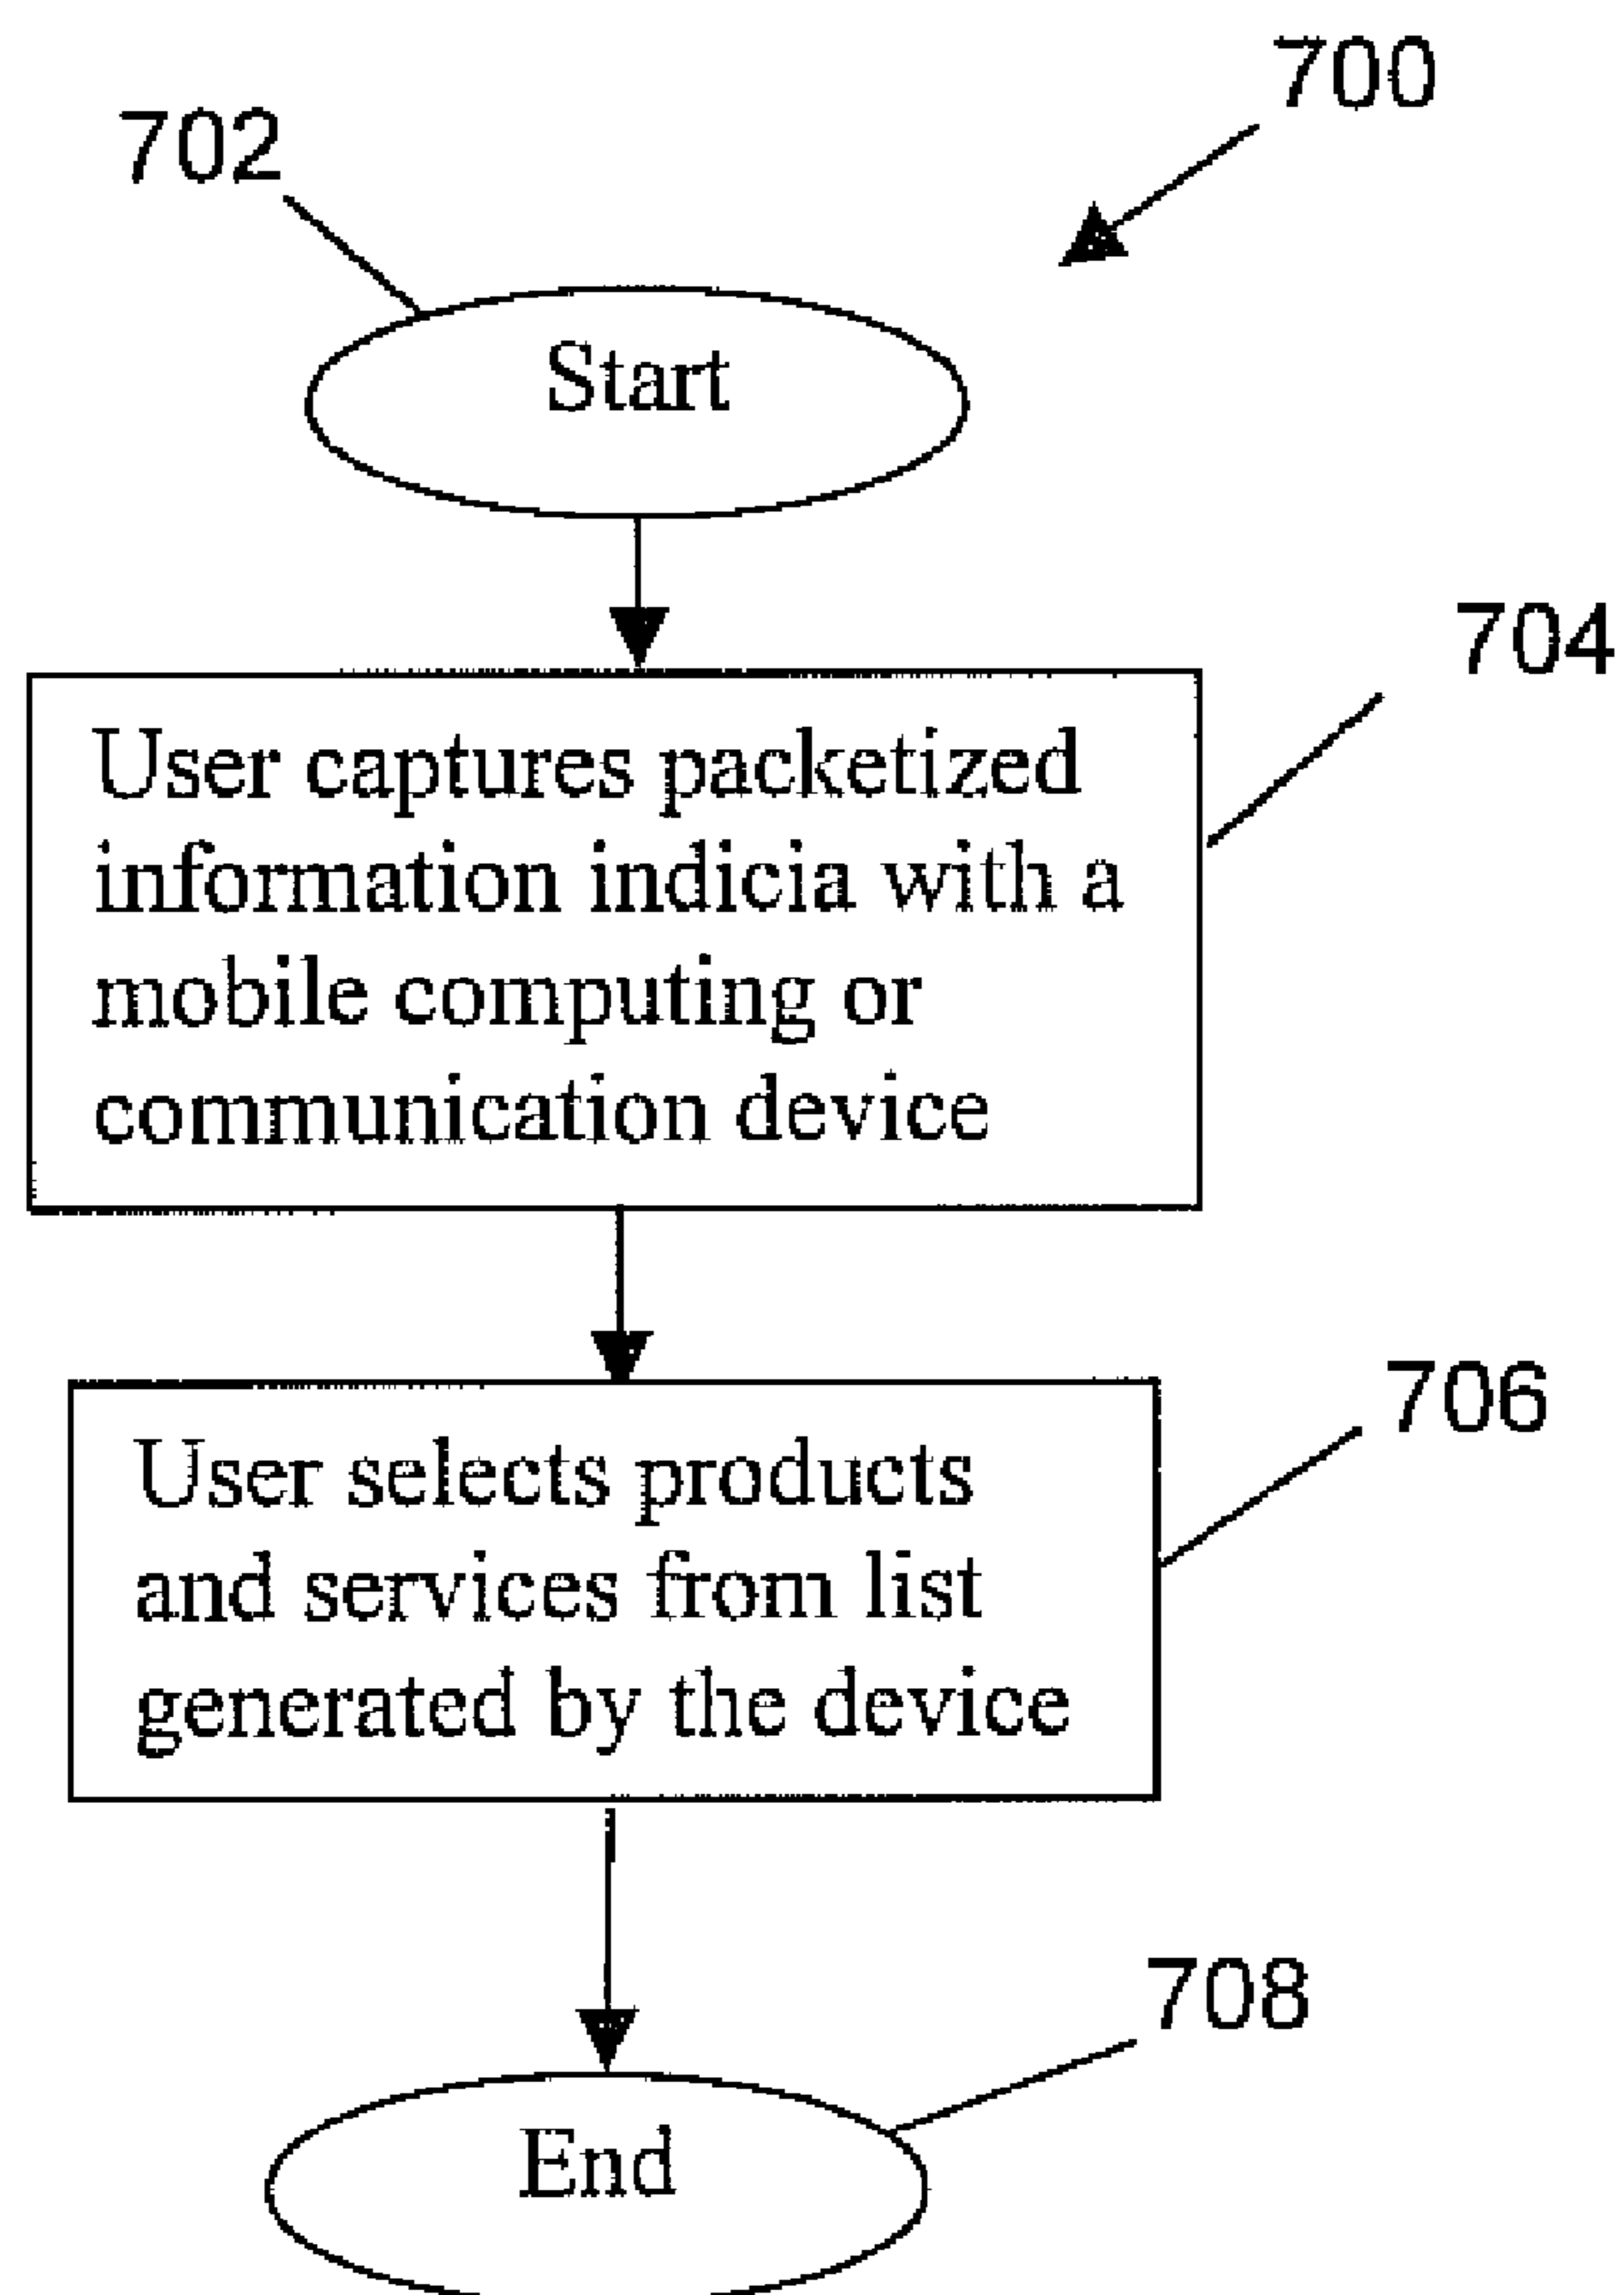 700
702
Start
704
User captures packetized
information indicia with a
mobile computing or
communication device
706
User selects products
and services from list
generated by the device
708
End